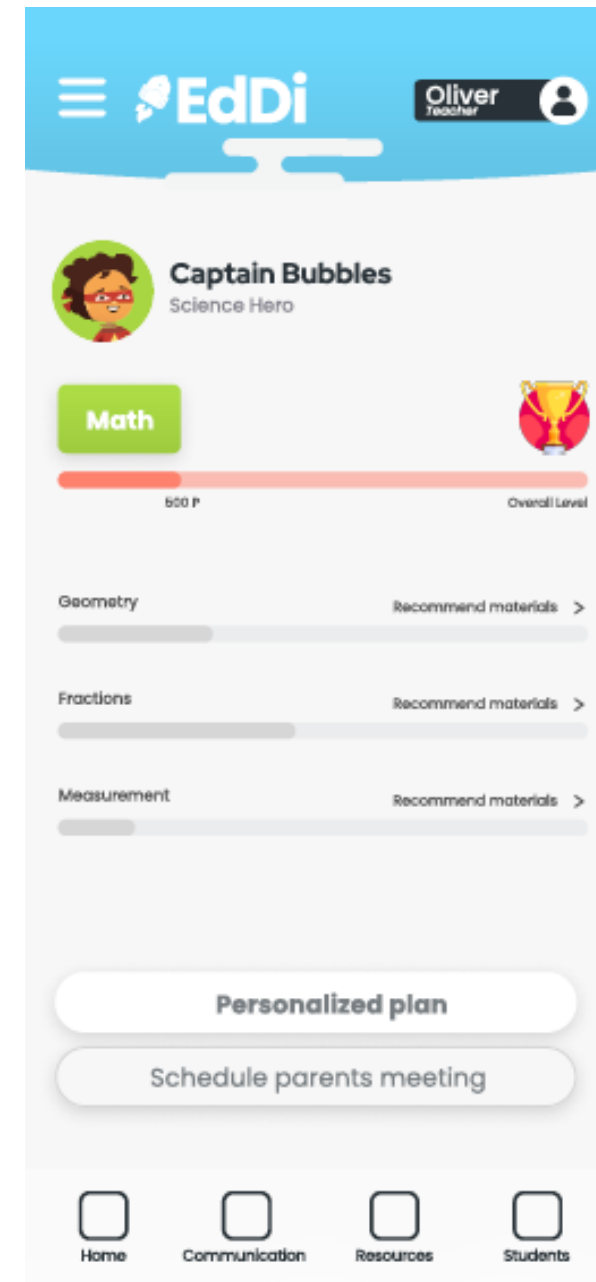 EdDi
Oliver
Teacher
Captain Bubbles
Science Hero
Math
500 P
Overall Level
Geometry
Recommend materials >
Fractions
Recommend materials >
Measurement
Recommend materials >
Personalized plan
Schedule parents meeting
Home Communication Resources Students